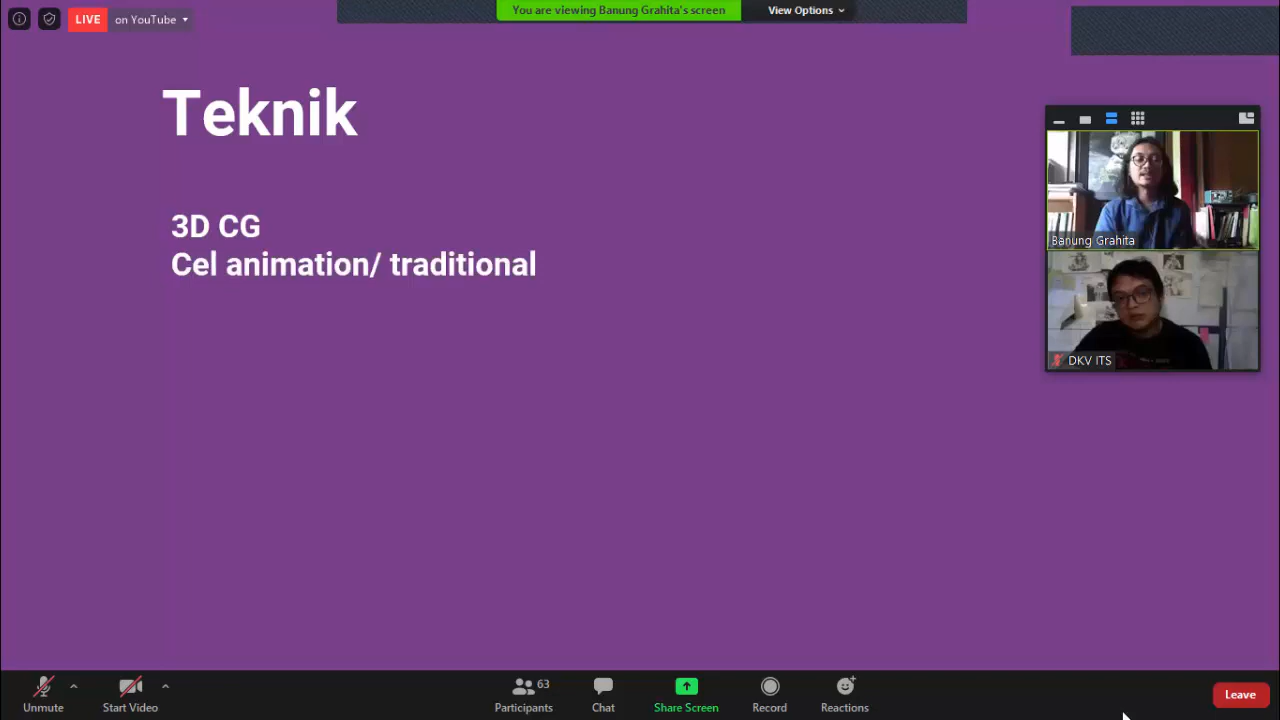 LIVE on YouTube
You are viewing Banung Grahita's screen View Options
Teknik
3D CG
Cel animation/ traditional
Banung Grahita
DKV ITS
63
Unmute Start Video Participants Chat Share Screen Record Reactions Leave